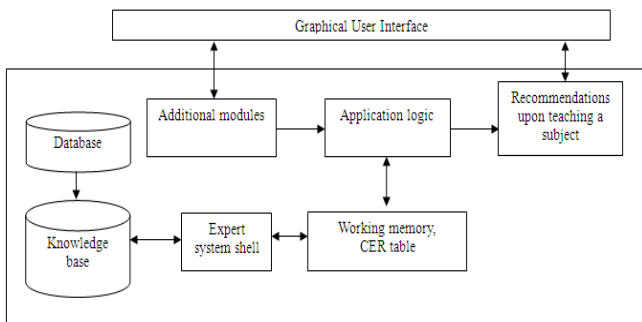 Graphical User Interface
Additional modules
Application logic
Recommendations
upon teaching a
subject
Database
Knowledge
base
Expert
system shell
Working memory,
CER table